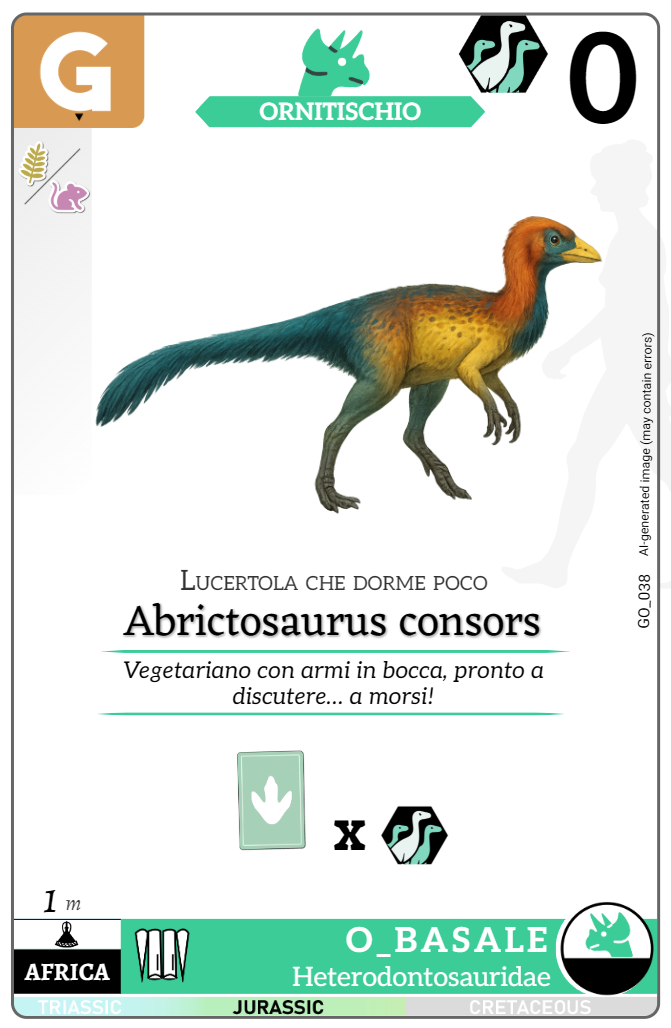 G
ORNITISCHIO
0
AI-generated image (may contain errors)
GO_038
Lucertola che dorme poco
Abrictosaurus consors
Vegetariano con armi in bocca, pronto a
discutere... a morsi!
x
1 m
AFRICA
O_BASALE
Heterodontosauridae
TRIASSIC
JURASSIC
CRETACEOUS